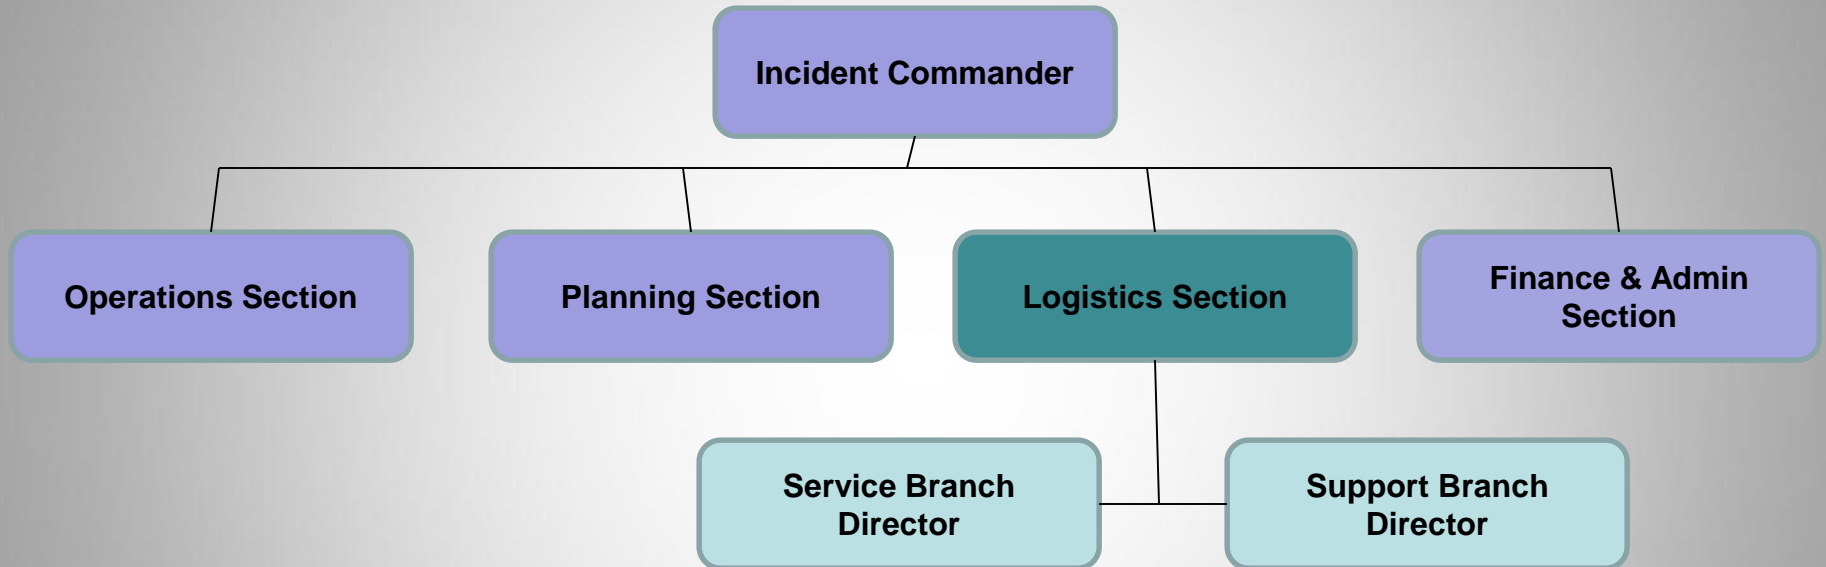 Incident Commander
Operations Section
Planning Section
Logistics Section
Finance & Admin
Section
Service Branch
Director
Support Branch
Director